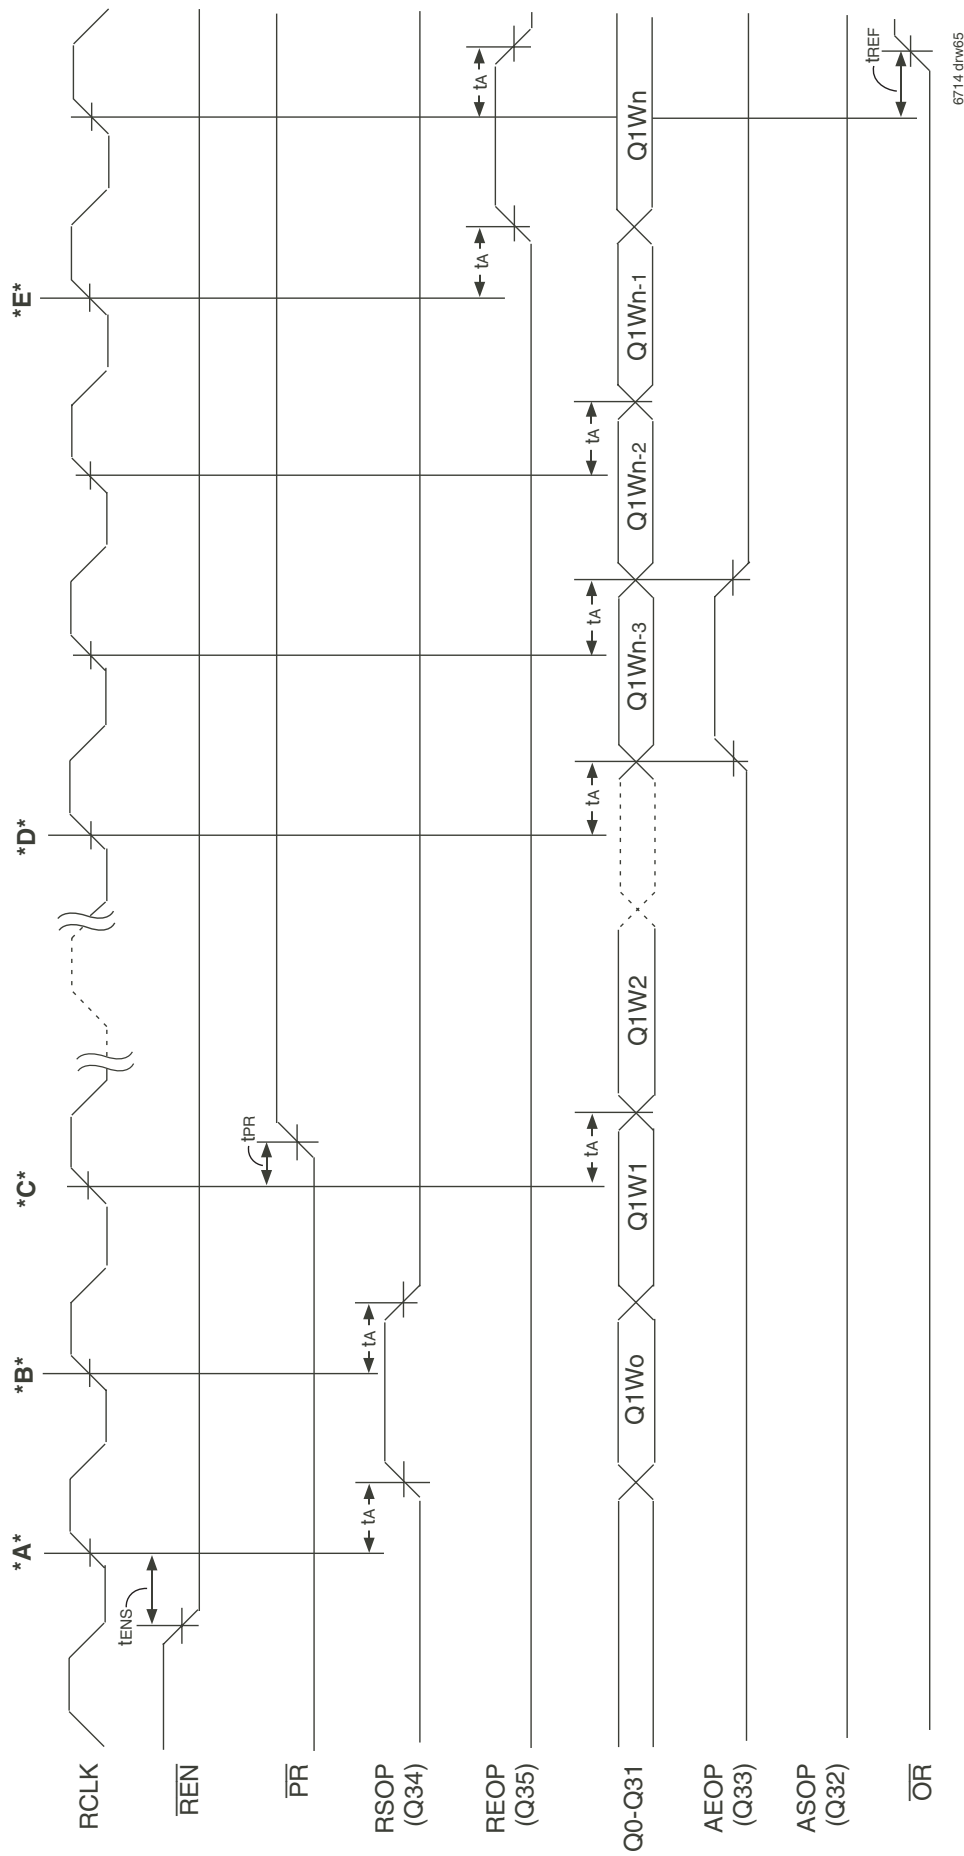 *A*
*B*
*C*
*D*
*E*
RCLK
tENS
REN
tPR
PR
tA
tA
RSOP
(Q34)
tA
tA
REOP
(Q35)
tA
tA
tA
tA
Q0-Q31
Q1Wo
Q1W1
Q1W2
Q1Wn-3
Q1Wn-2
Q1Wn-1
Q1Wn
AEOP
(Q33)
ASOP
(Q32)
tREF
OR
6714 drw65